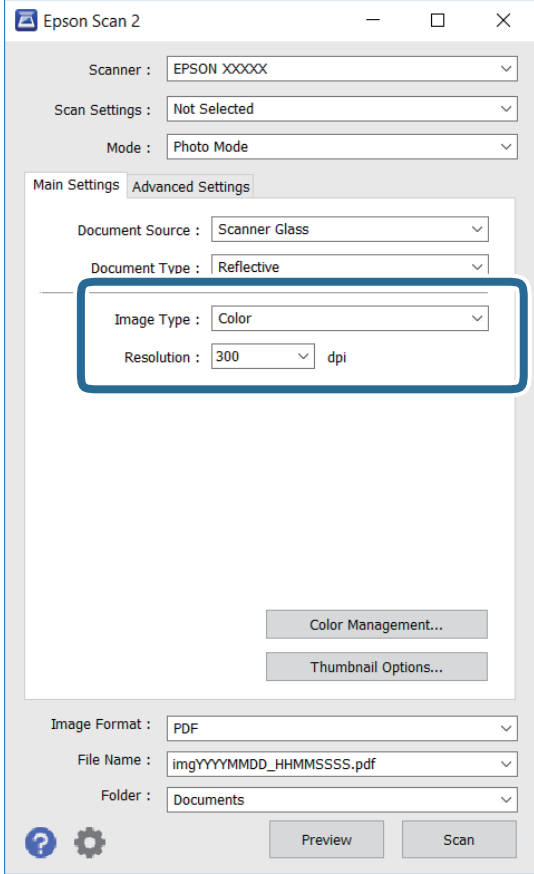 Epson Scan 2
Scanner : EPSON XXXXX
Scan Settings : Not Selected
Mode : Photo Mode
Main Settings Advanced Settings
Document Source : Scanner Glass
Document Type : Reflective
Image Type : Color
Resolution : 300 dpi
Color Management...
Thumbnail Options...
Image Format : PDF
File Name : imgYYYYMMDD_HHMMSSSS.pdf
Folder : Documents
? Preview Scan